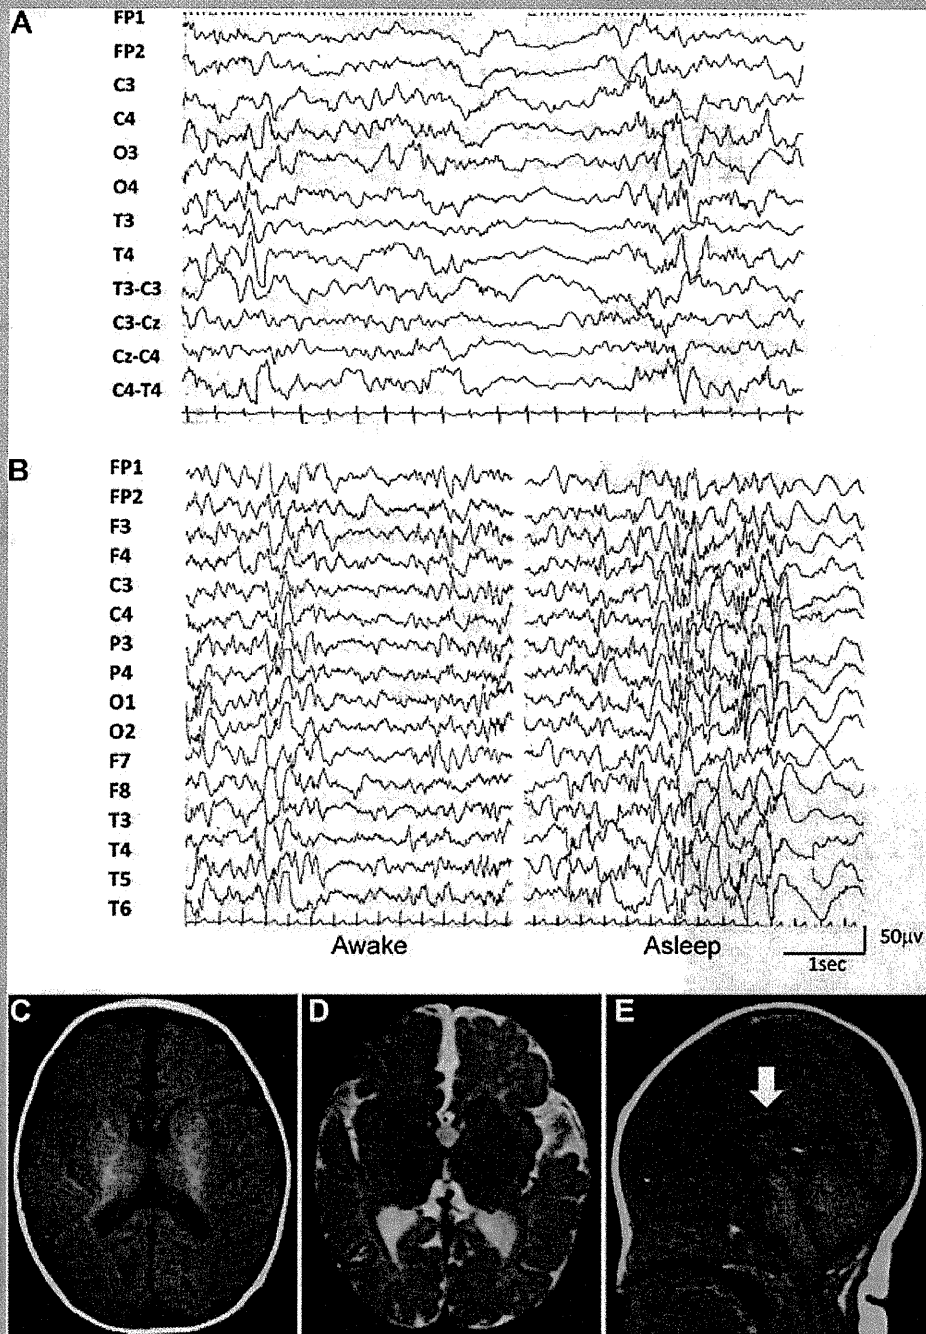 A
FP1
FP2
C3
C4
O3
O4
T3
T4
T3-C3
C3-Cz
Cz-C4
C4-T4
B
FP1
FP2
F3
F4
C3
C4
P3
P4
O1
O2
F7
F8
T3
T4
T5
T6
Awake Asleep
50μv
1sec
C D E